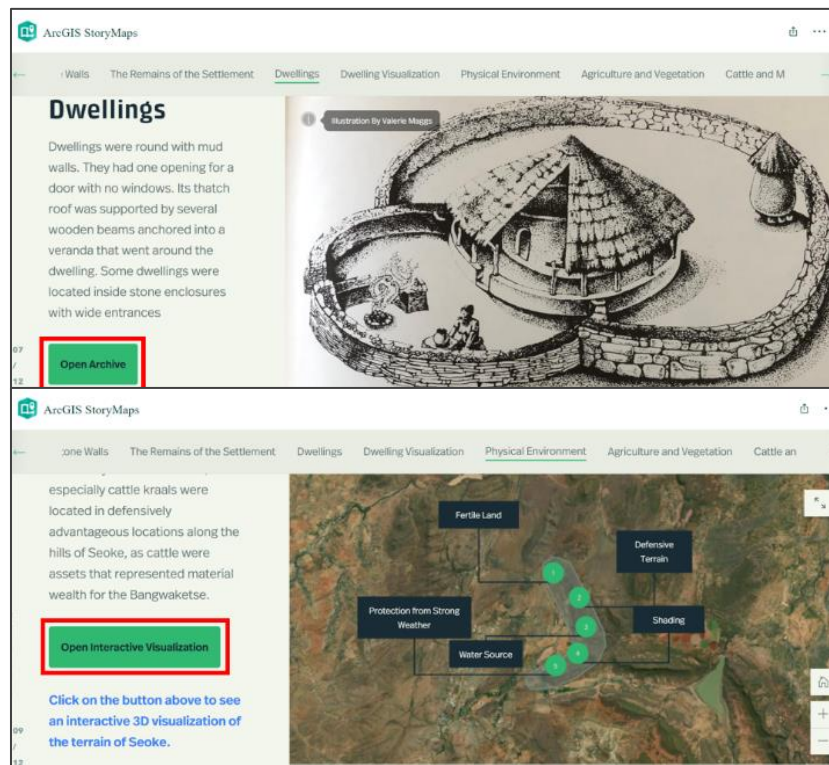 ArcGIS StoryMaps
Walls The Remains of the Settlement Dwellings Dwelling Visualization Physical Environment Agriculture and Vegetation Cattle and M
Dwellings
Illustration By Valerie Maggs
Dwellings were round with mud
walls. They had one opening for a
door with no windows. Its thatch
roof was supported by several
wooden beams anchored into a
veranda that went around the
dwelling. Some dwellings were
located inside stone enclosures
with wide entrances
07
/
12
Open Archive
ArcGIS StoryMaps
:one Walls The Remains of the Settlement Dwellings Dwelling Visualization Physical Environment Agriculture and Vegetation Cattle an
especially cattle kraals were
located in defensively
advantageous locations along the
hills of Seoke, as cattle were
assets that represented material
wealth for the Bangwaketse.
Open Interactive Visualization
Click on the button above to see
an interactive 3D visualization of
the terrain of Seoke.
09
/
12
Fertile Land
Defensive
Terrain
Protection from Strong
Weather
Shading
Water Source
1
2
3
4
5